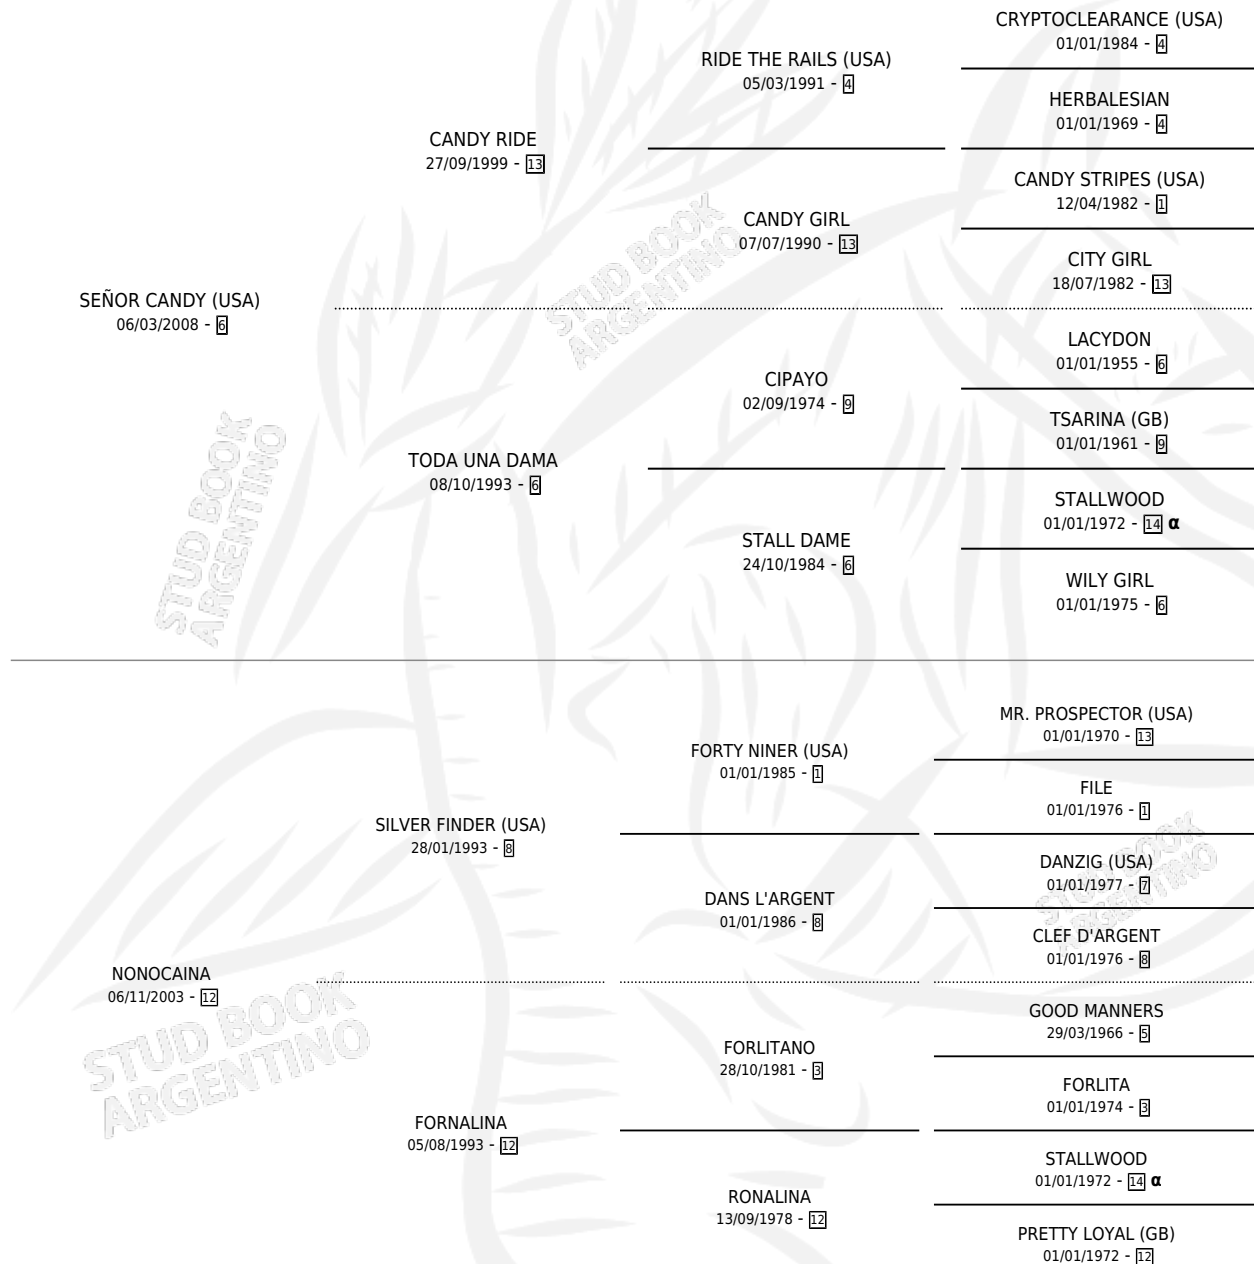 CRYPTOCLEARANCE (USA)
01/01/1984 - 4
RIDE THE RAILS (USA)
05/03/1991 - 4
HERBALESIAN
01/01/1969 - 4
CANDY RIDE
27/09/1999 - 13
CANDY STRIPES (USA)
12/04/1982 - 1
CANDY GIRL
07/07/1990 - 13
CITY GIRL
18/07/1982 - 13
SEÑOR CANDY (USA)
06/03/2008 - 6
LACYDON
01/01/1955 - 6
CIPAYO
02/09/1974 - 9
TSARINA (GB)
01/01/1961 - 9
TODA UNA DAMA
08/10/1993 - 6
STALLWOOD
01/01/1972 - 14 α
STALL DAME
24/10/1984 - 6
WILY GIRL
01/01/1975 - 6
MR. PROSPECTOR (USA)
01/01/1970 - 13
FORTY NINER (USA)
01/01/1985 - 1
FILE
01/01/1976 - 1
SILVER FINDER (USA)
28/01/1993 - 8
DANZIG (USA)
01/01/1977 - 7
DANS L'ARGENT
01/01/1986 - 8
CLEF D'ARGENT
01/01/1976 - 8
NONOCAINA
06/11/2003 - 12
GOOD MANNERS
29/03/1966 - 5
FORLITANO
28/10/1981 - 3
FORLITA
01/01/1974 - 3
FORNALINA
05/08/1993 - 12
STALLWOOD
01/01/1972 - 14 α
RONALINA
13/09/1978 - 12
PRETTY LOYAL (GB)
01/01/1972 - 12
STUD BOOK
ARGENTINO
STUD BOOK
ARGENTINO
STUD BOOK
ARGENTINO
STUD BOOK
ARGENTINO